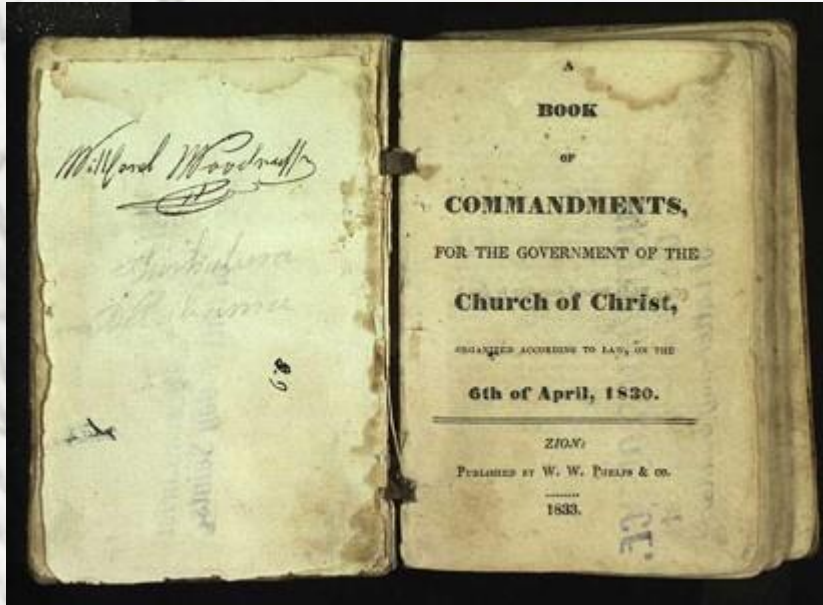 Wilford Woodruff
A
BOOK
OF
COMMANDMENTS,
FOR THE GOVERNMENT OF THE
Church of Christ,
ORGANIZED ACCORDING TO LAW, ON THE
6th of April, 1830.
ZION:
PUBLISHED BY W. W. PHELPS & CO.
1833.